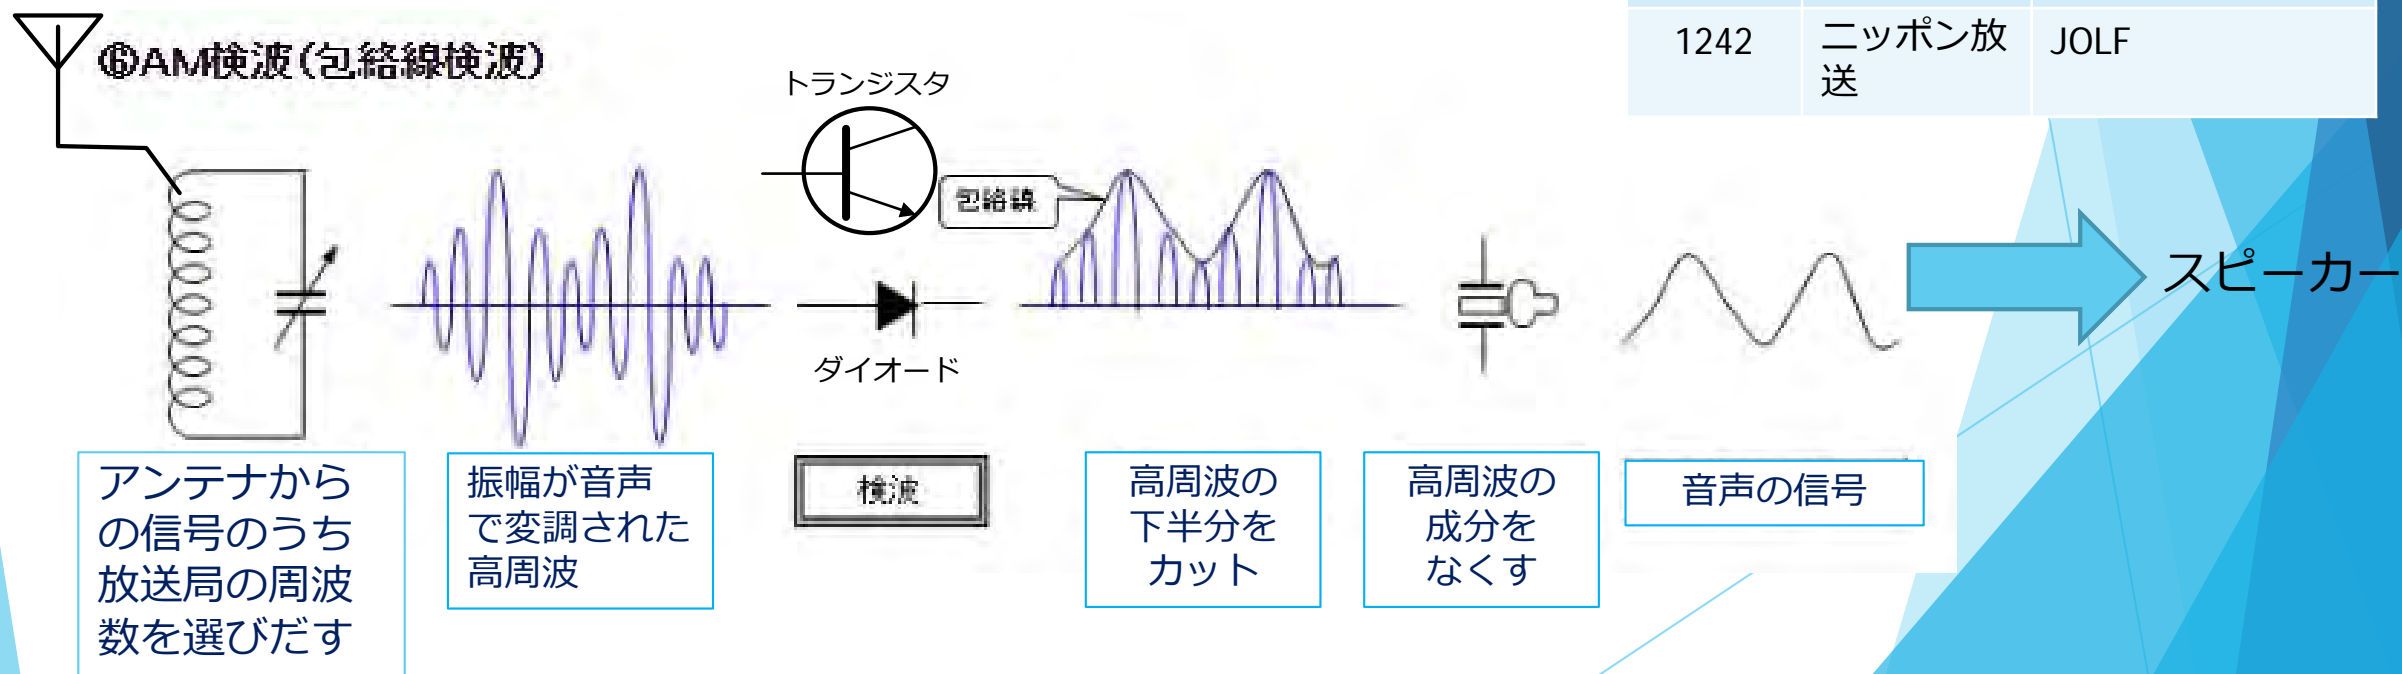 1242
ニッポン放
送
JOLF
⑥AM検波(包絡線検波)
トランジスタ
包絡線
ダイオード
スピーカー
アンテナから
の信号のうち
放送局の周波
数を選びだす
振幅が音声
で変調された
高周波
検波
高周波の
下半分を
カット
高周波の
成分を
なくす
音声の信号